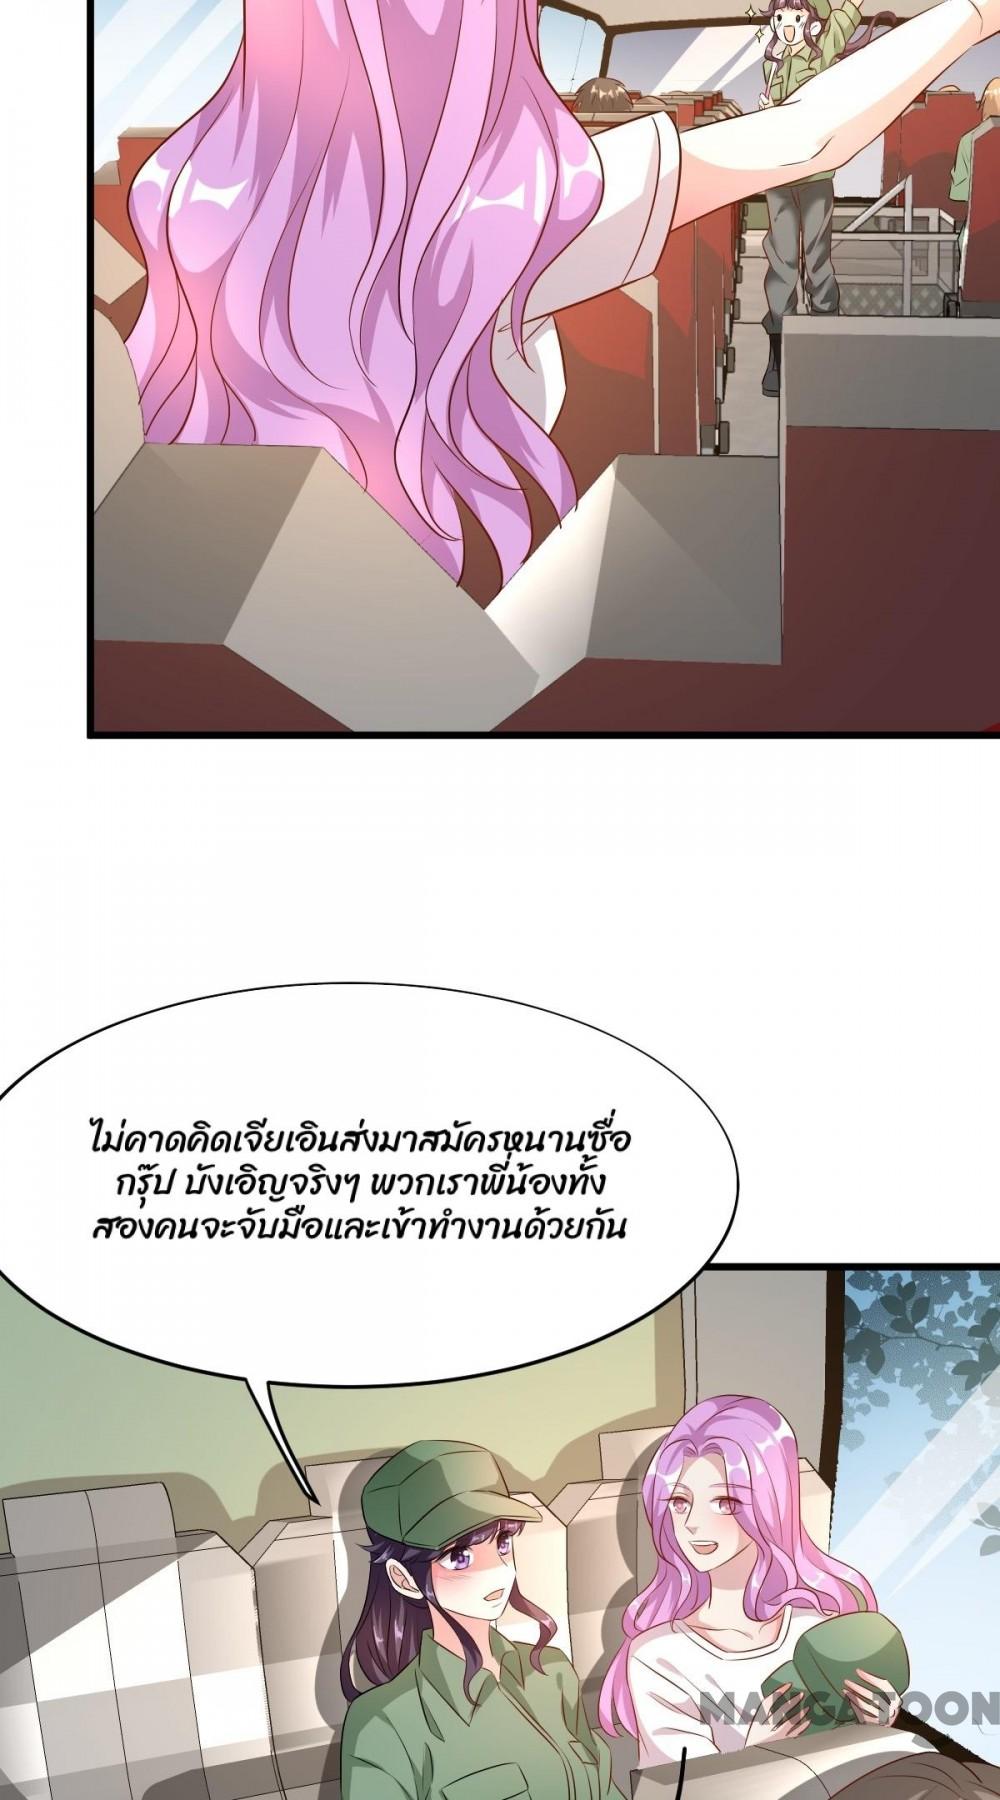 ไม่คาดคิดเจียเอินส่งมาสมัครหนานซื่อ
กรุ๊ป บังเอิญจริงๆ พวกเราพี่น้องทั้ง
สองคนจะจับมือและเข้าทำงานด้วยกัน
MANGATOON